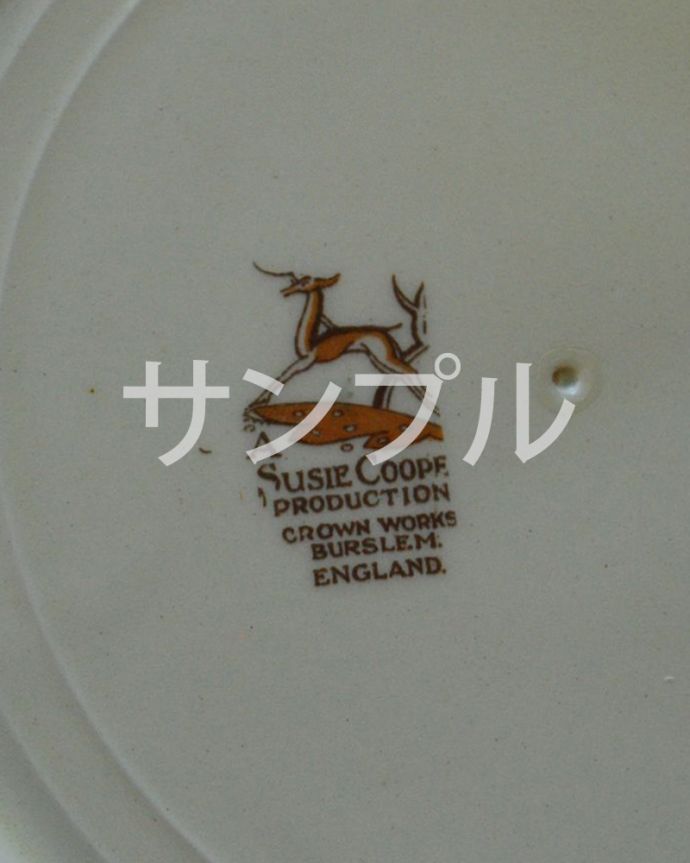 サンプル
A
SUSIE COOPE
PRODUCTION
CROWN WORKS
BURSLEM.
ENGLAND.